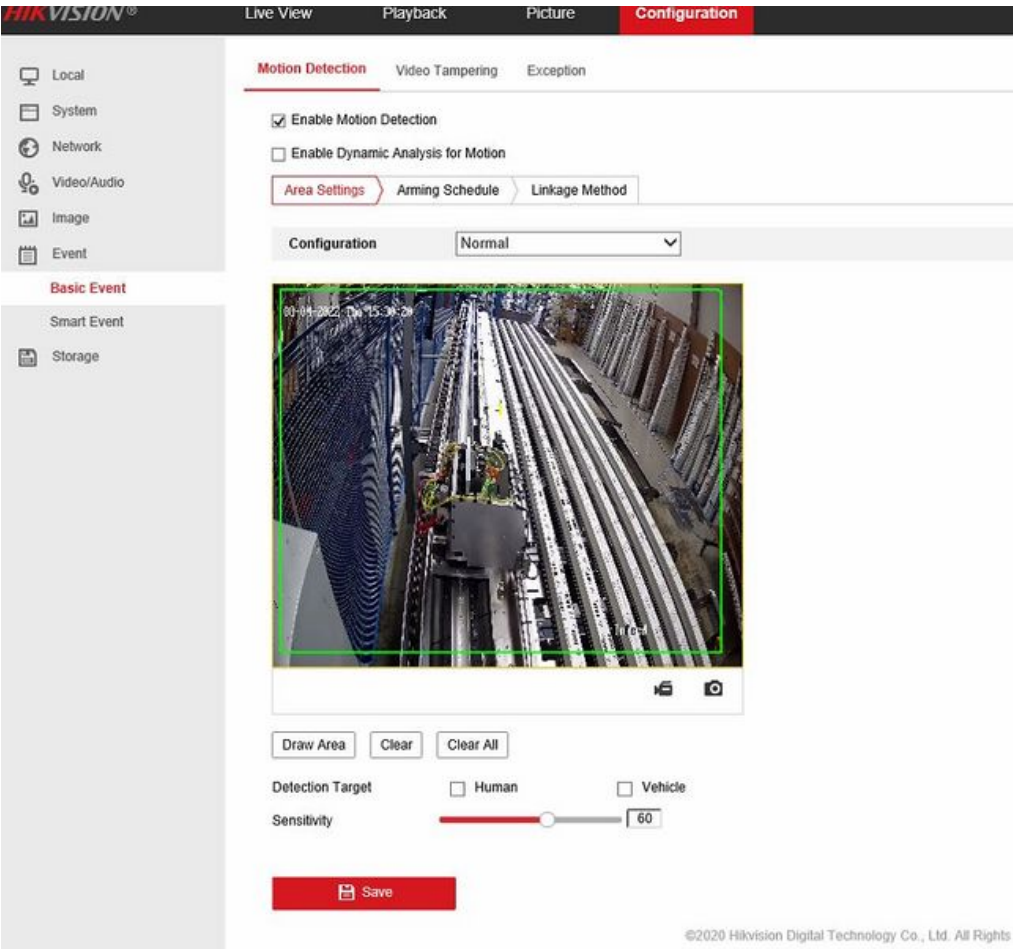 HIKVISION®
Live View Playback Picture Configuration
Local
System
Network
Video/Audio
Image
Event
Basic Event
Smart Event
Storage
Motion Detection Video Tampering Exception
Enable Motion Detection
Enable Dynamic Analysis for Motion
Area Settings Arming Schedule Linkage Method
Configuration Normal
Draw Area Clear Clear All
Detection Target Human Vehicle
Sensitivity 60
Save
©2020 Hikvision Digital Technology Co., Ltd. All Rights